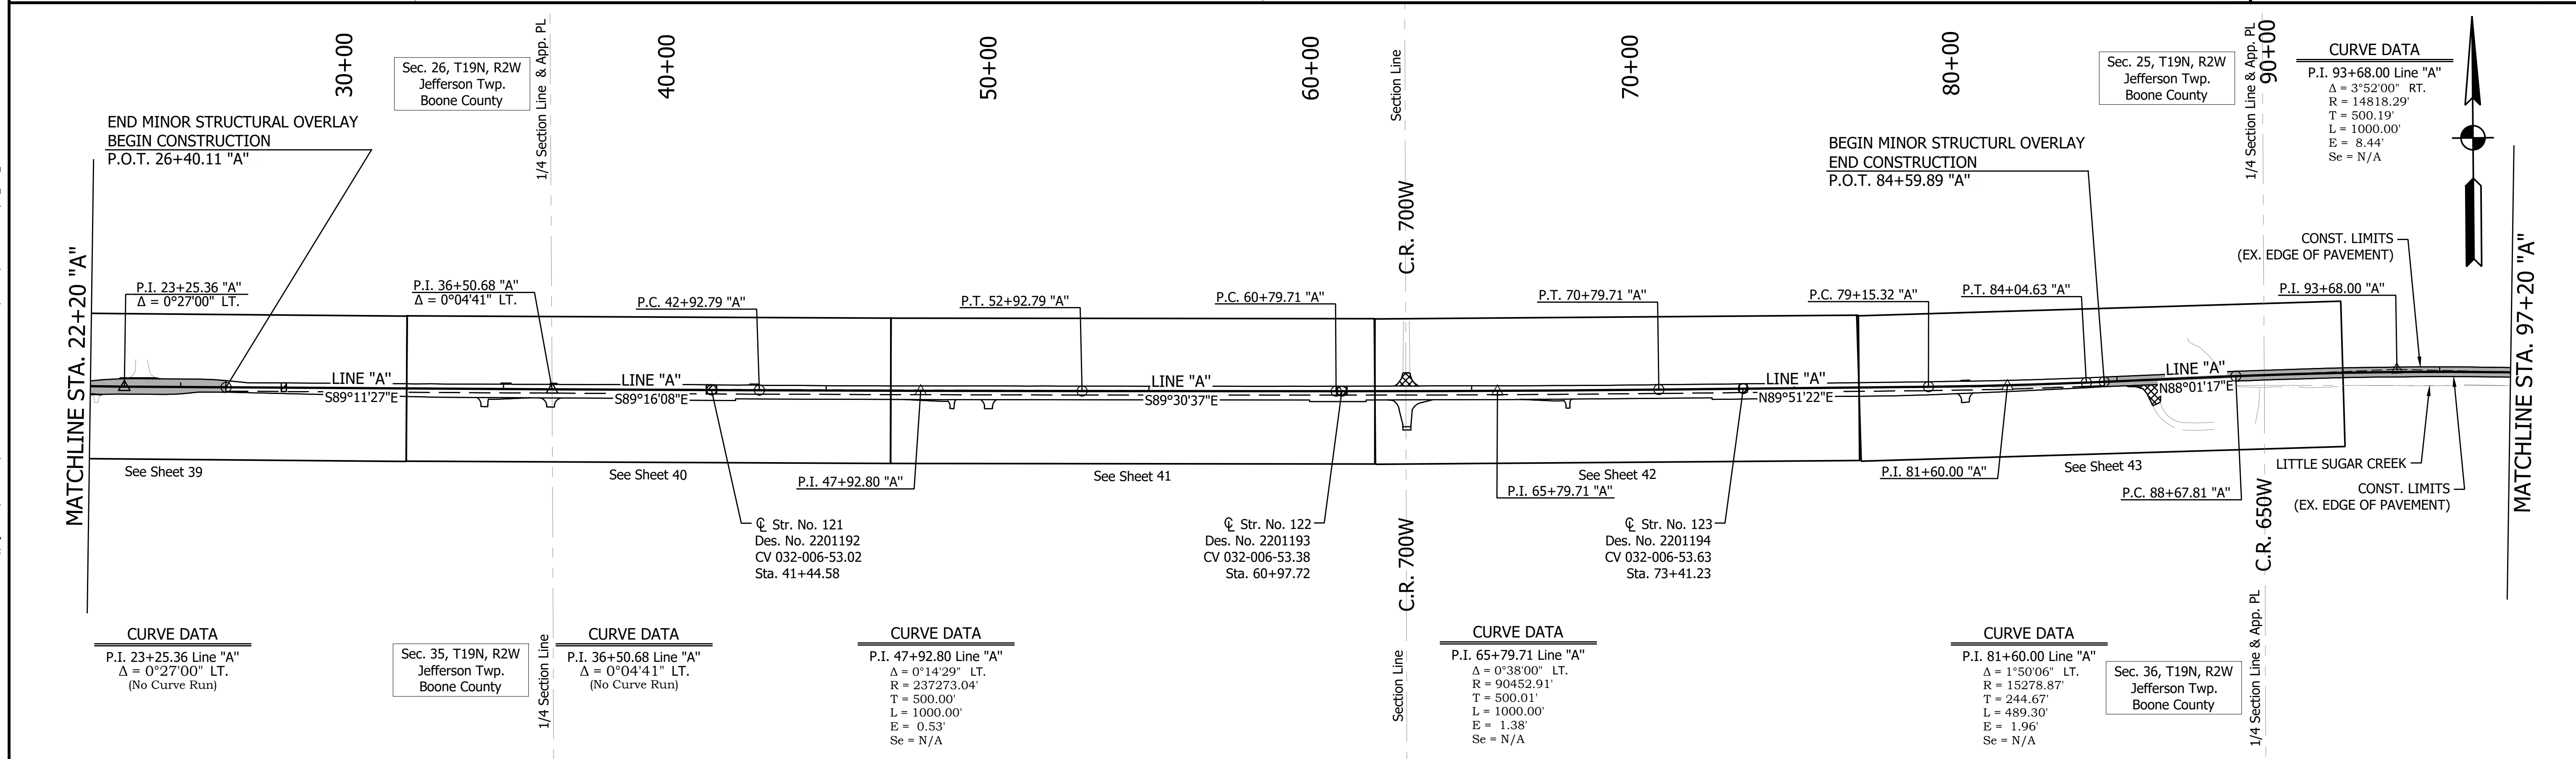 30+00
40+00
50+00
60+00
70+00
80+00
90+00
1/4 Section Line & App. PL
Section Line
1/4 Section Line & App. PL
Sec. 26, T19N, R2W
Jefferson Twp.
Boone County
Sec. 25, T19N, R2W
Jefferson Twp.
Boone County
CURVE DATA
P.I. 93+68.00 Line "A"
Δ = 3°52'00" RT.
R = 14818.29'
T = 500.19'
L = 1000.00'
E = 8.44'
Se = N/A
END MINOR STRUCTURAL OVERLAY
BEGIN CONSTRUCTION
P.O.T. 26+40.11 "A"
BEGIN MINOR STRUCTURL OVERLAY
END CONSTRUCTION
P.O.T. 84+59.89 "A"
C.R. 700W
CONST. LIMITS
(EX. EDGE OF PAVEMENT)
MATCHLINE STA. 22+20 "A"
P.I. 23+25.36 "A"
Δ = 0°27'00" LT.
P.I. 36+50.68 "A"
Δ = 0°04'41" LT.
P.C. 42+92.79 "A"
P.T. 52+92.79 "A"
P.C. 60+79.71 "A"
P.T. 70+79.71 "A"
P.C. 79+15.32 "A"
P.T. 84+04.63 "A"
P.I. 93+68.00 "A"
MATCHLINE STA. 97+20 "A"
LINE "A"
S89°11'27"E
LINE "A"
S89°16'08"E
LINE "A"
S89°30'37"E
LINE "A"
N89°51'22"E
LINE "A"
N88°01'17"E
See Sheet 39
See Sheet 40
See Sheet 41
See Sheet 42
See Sheet 43
P.I. 47+92.80 "A"
P.I. 65+79.71 "A"
P.I. 81+60.00 "A"
P.C. 88+67.81 "A"
LITTLE SUGAR CREEK
CONST. LIMITS
(EX. EDGE OF PAVEMENT)
℄ Str. No. 121
Des. No. 2201192
CV 032-006-53.02
Sta. 41+44.58
℄ Str. No. 122
Des. No. 2201193
CV 032-006-53.38
Sta. 60+97.72
C.R. 700W
℄ Str. No. 123
Des. No. 2201194
CV 032-006-53.63
Sta. 73+41.23
C.R. 650W
CURVE DATA
P.I. 23+25.36 Line "A"
Δ = 0°27'00" LT.
(No Curve Run)
Sec. 35, T19N, R2W
Jefferson Twp.
Boone County
1/4 Section Line
CURVE DATA
P.I. 36+50.68 Line "A"
Δ = 0°04'41" LT.
(No Curve Run)
CURVE DATA
P.I. 47+92.80 Line "A"
Δ = 0°14'29" LT.
R = 237273.04'
T = 500.00'
L = 1000.00'
E = 0.53'
Se = N/A
Section Line
CURVE DATA
P.I. 65+79.71 Line "A"
Δ = 0°38'00" LT.
R = 90452.91'
T = 500.01'
L = 1000.00'
E = 1.38'
Se = N/A
CURVE DATA
P.I. 81+60.00 Line "A"
Δ = 1°50'06" LT.
R = 15278.87'
T = 244.67'
L = 489.30'
E = 1.96'
Se = N/A
Sec. 36, T19N, R2W
Jefferson Twp.
Boone County
1/4 Section Line & App. PL